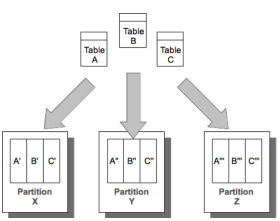 Table
A
Table
B
Table
C
A' B' C'
Partition
X
A" B" C"
Partition
Y
A''' B''' C'''
Partition
Z